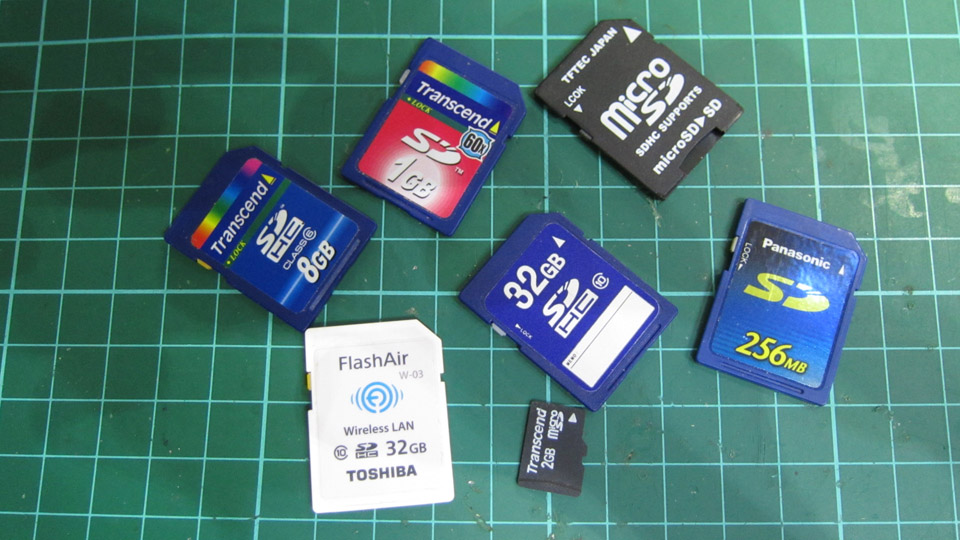 Transcend
LOCK
60x
SD
1GB
TFTEC JAPAN
LOCK
micro
SD
SDHC SUPPORTS
microSD▶SD
Transcend
LOCK
SD
HC
CLASS 6
8GB
32GB
SD
HC
10
LOCK
MEMO
Panasonic
LOCK
SD
256MB
FlashAir
W-03
Wireless LAN
10 SD HC 32GB
TOSHIBA
Transcend
2GB micro SD